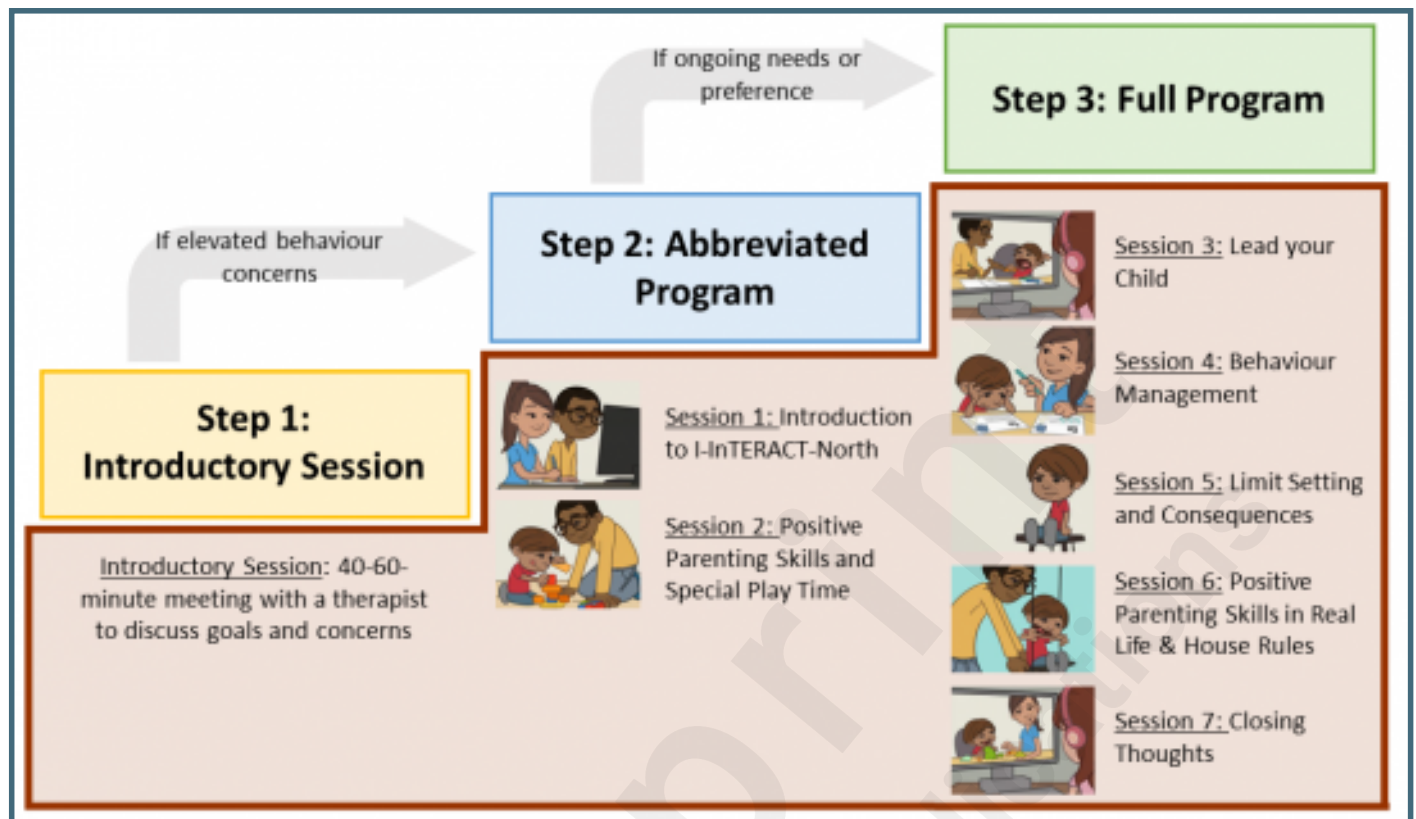 If ongoing needs or
preference
Step 3: Full Program
If elevated behaviour
concerns
Step 2: Abbreviated
Program
Step 1:
Introductory Session
Introductory Session: 40-60-
minute meeting with a therapist
to discuss goals and concerns
Session 1: Introduction
to I-InTERACT-North
Session 2: Positive
Parenting Skills and
Special Play Time
Session 3: Lead your
Child
Session 4: Behaviour
Management
Session 5: Limit Setting
and Consequences
Session 6: Positive
Parenting Skills in Real
Life & House Rules
Session 7: Closing
Thoughts